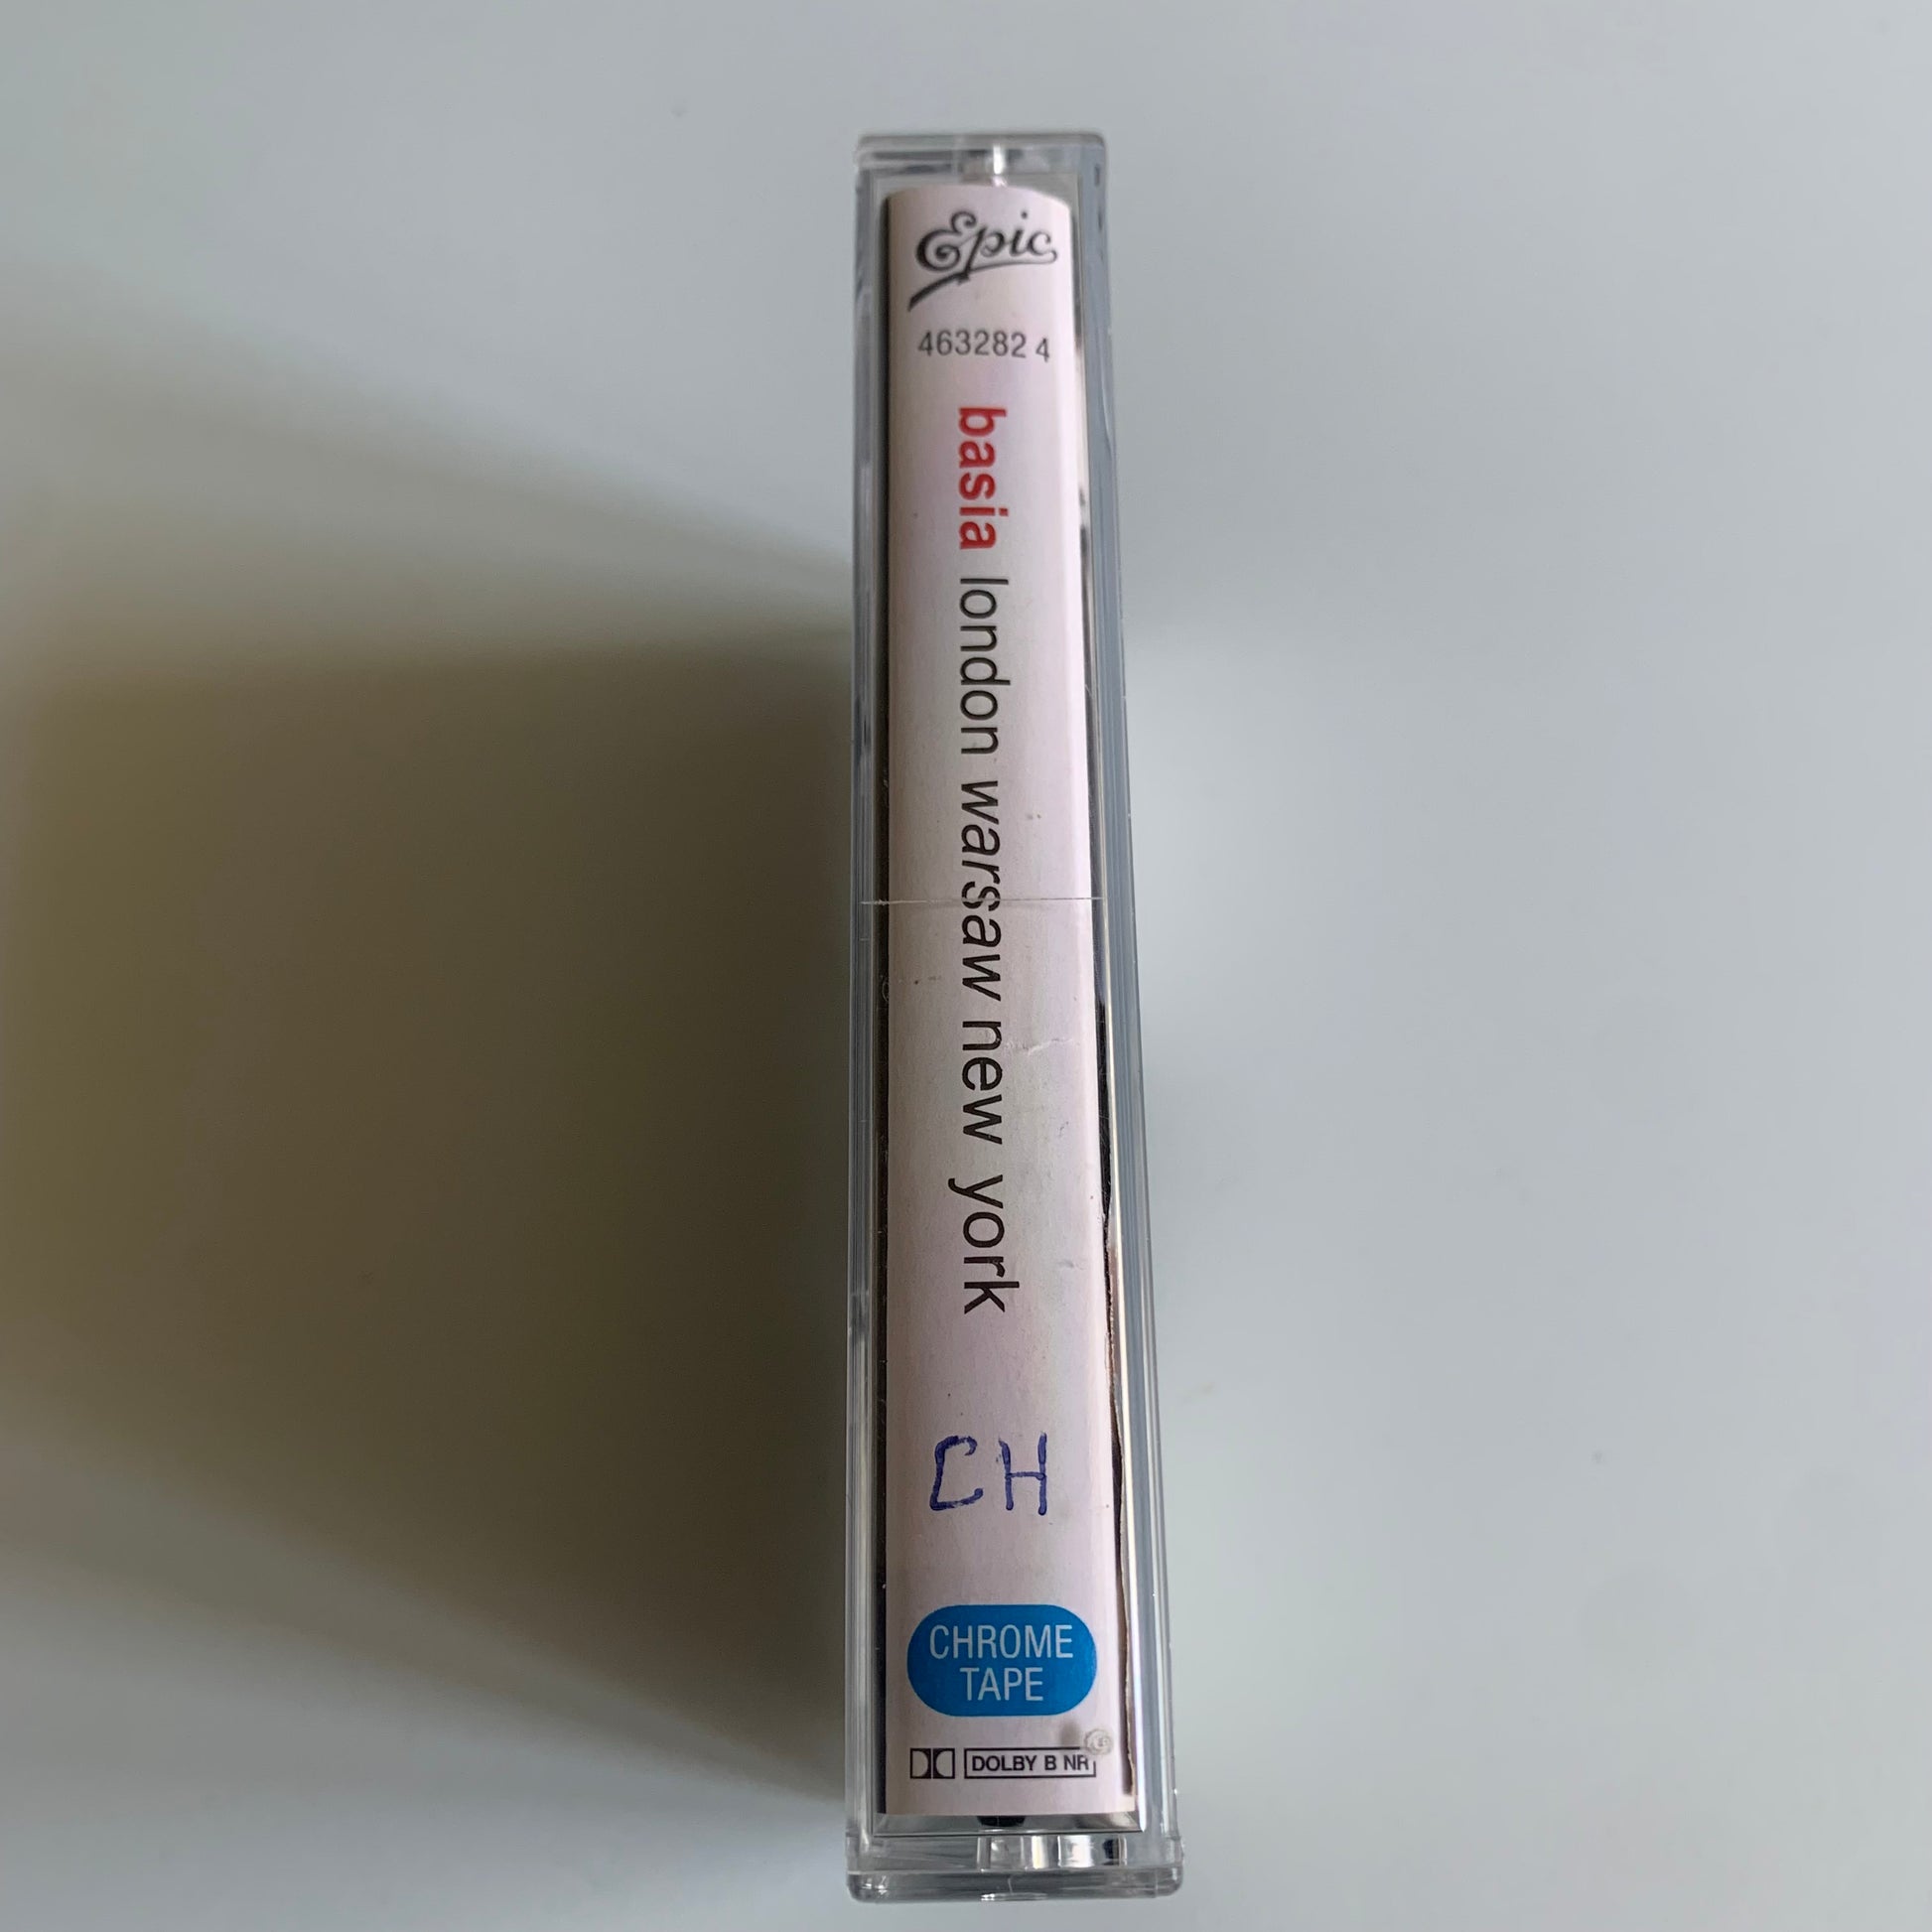 Epic
463282 4
basia london warsaw new york
CH
CHROME
TAPE
DOLBY B NR